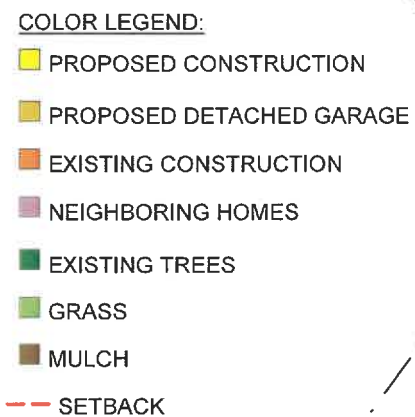 COLOR LEGEND:
PROPOSED CONSTRUCTION
PROPOSED DETACHED GARAGE
EXISTING CONSTRUCTION
NEIGHBORING HOMES
EXISTING TREES
GRASS
MULCH
SETBACK